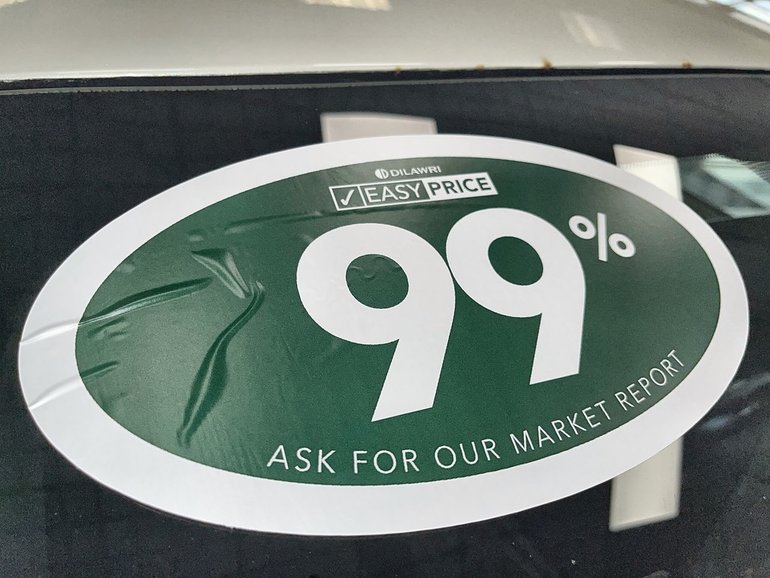 DILAWRI
EASY PRICE
99%
ASK FOR OUR MARKET REPORT